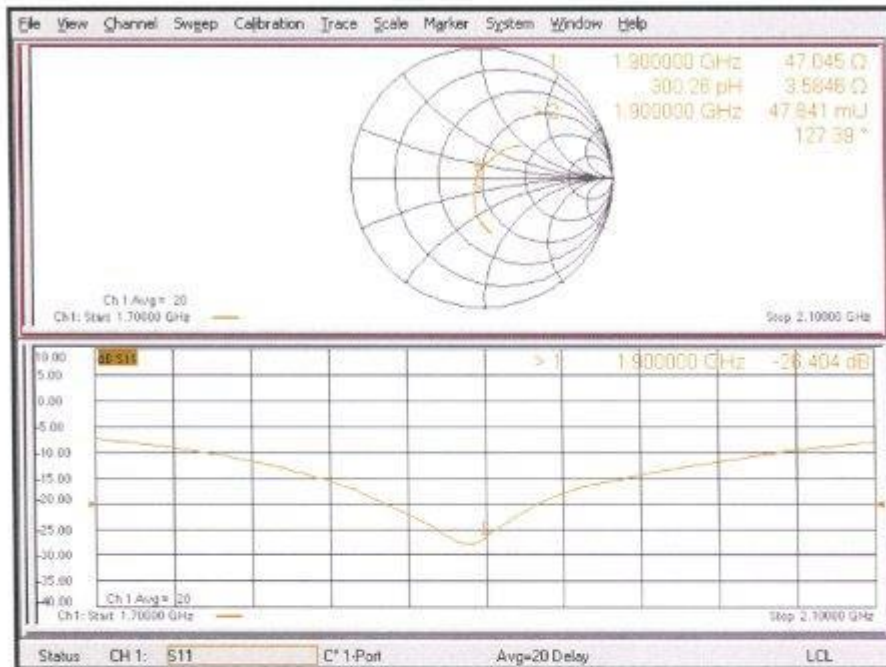 File View Channel Sweep Calibration Trace Scale Marker System Window Help
1: 1.900000 GHz 47.045 Ω
300.26 pH 3.5846 Ω
>2: 1.900000 GHz 47.841 mU
127.39 °
Ch 1 Avg = 20
Ch1: Start 1.70000 GHz Stop 2.10000 GHz
10.00 dB S11 > 1: 1.900000 GHz -26.404 dB
5.00
0.00
-5.00
-10.00
-15.00
-20.00
-25.00
-30.00
-35.00
-40.00 Ch 1 Avg = 20
Ch1: Start 1.70000 GHz Stop 2.10000 GHz
Status CH 1: S11 C* 1-Port Avg=20 Delay LCL